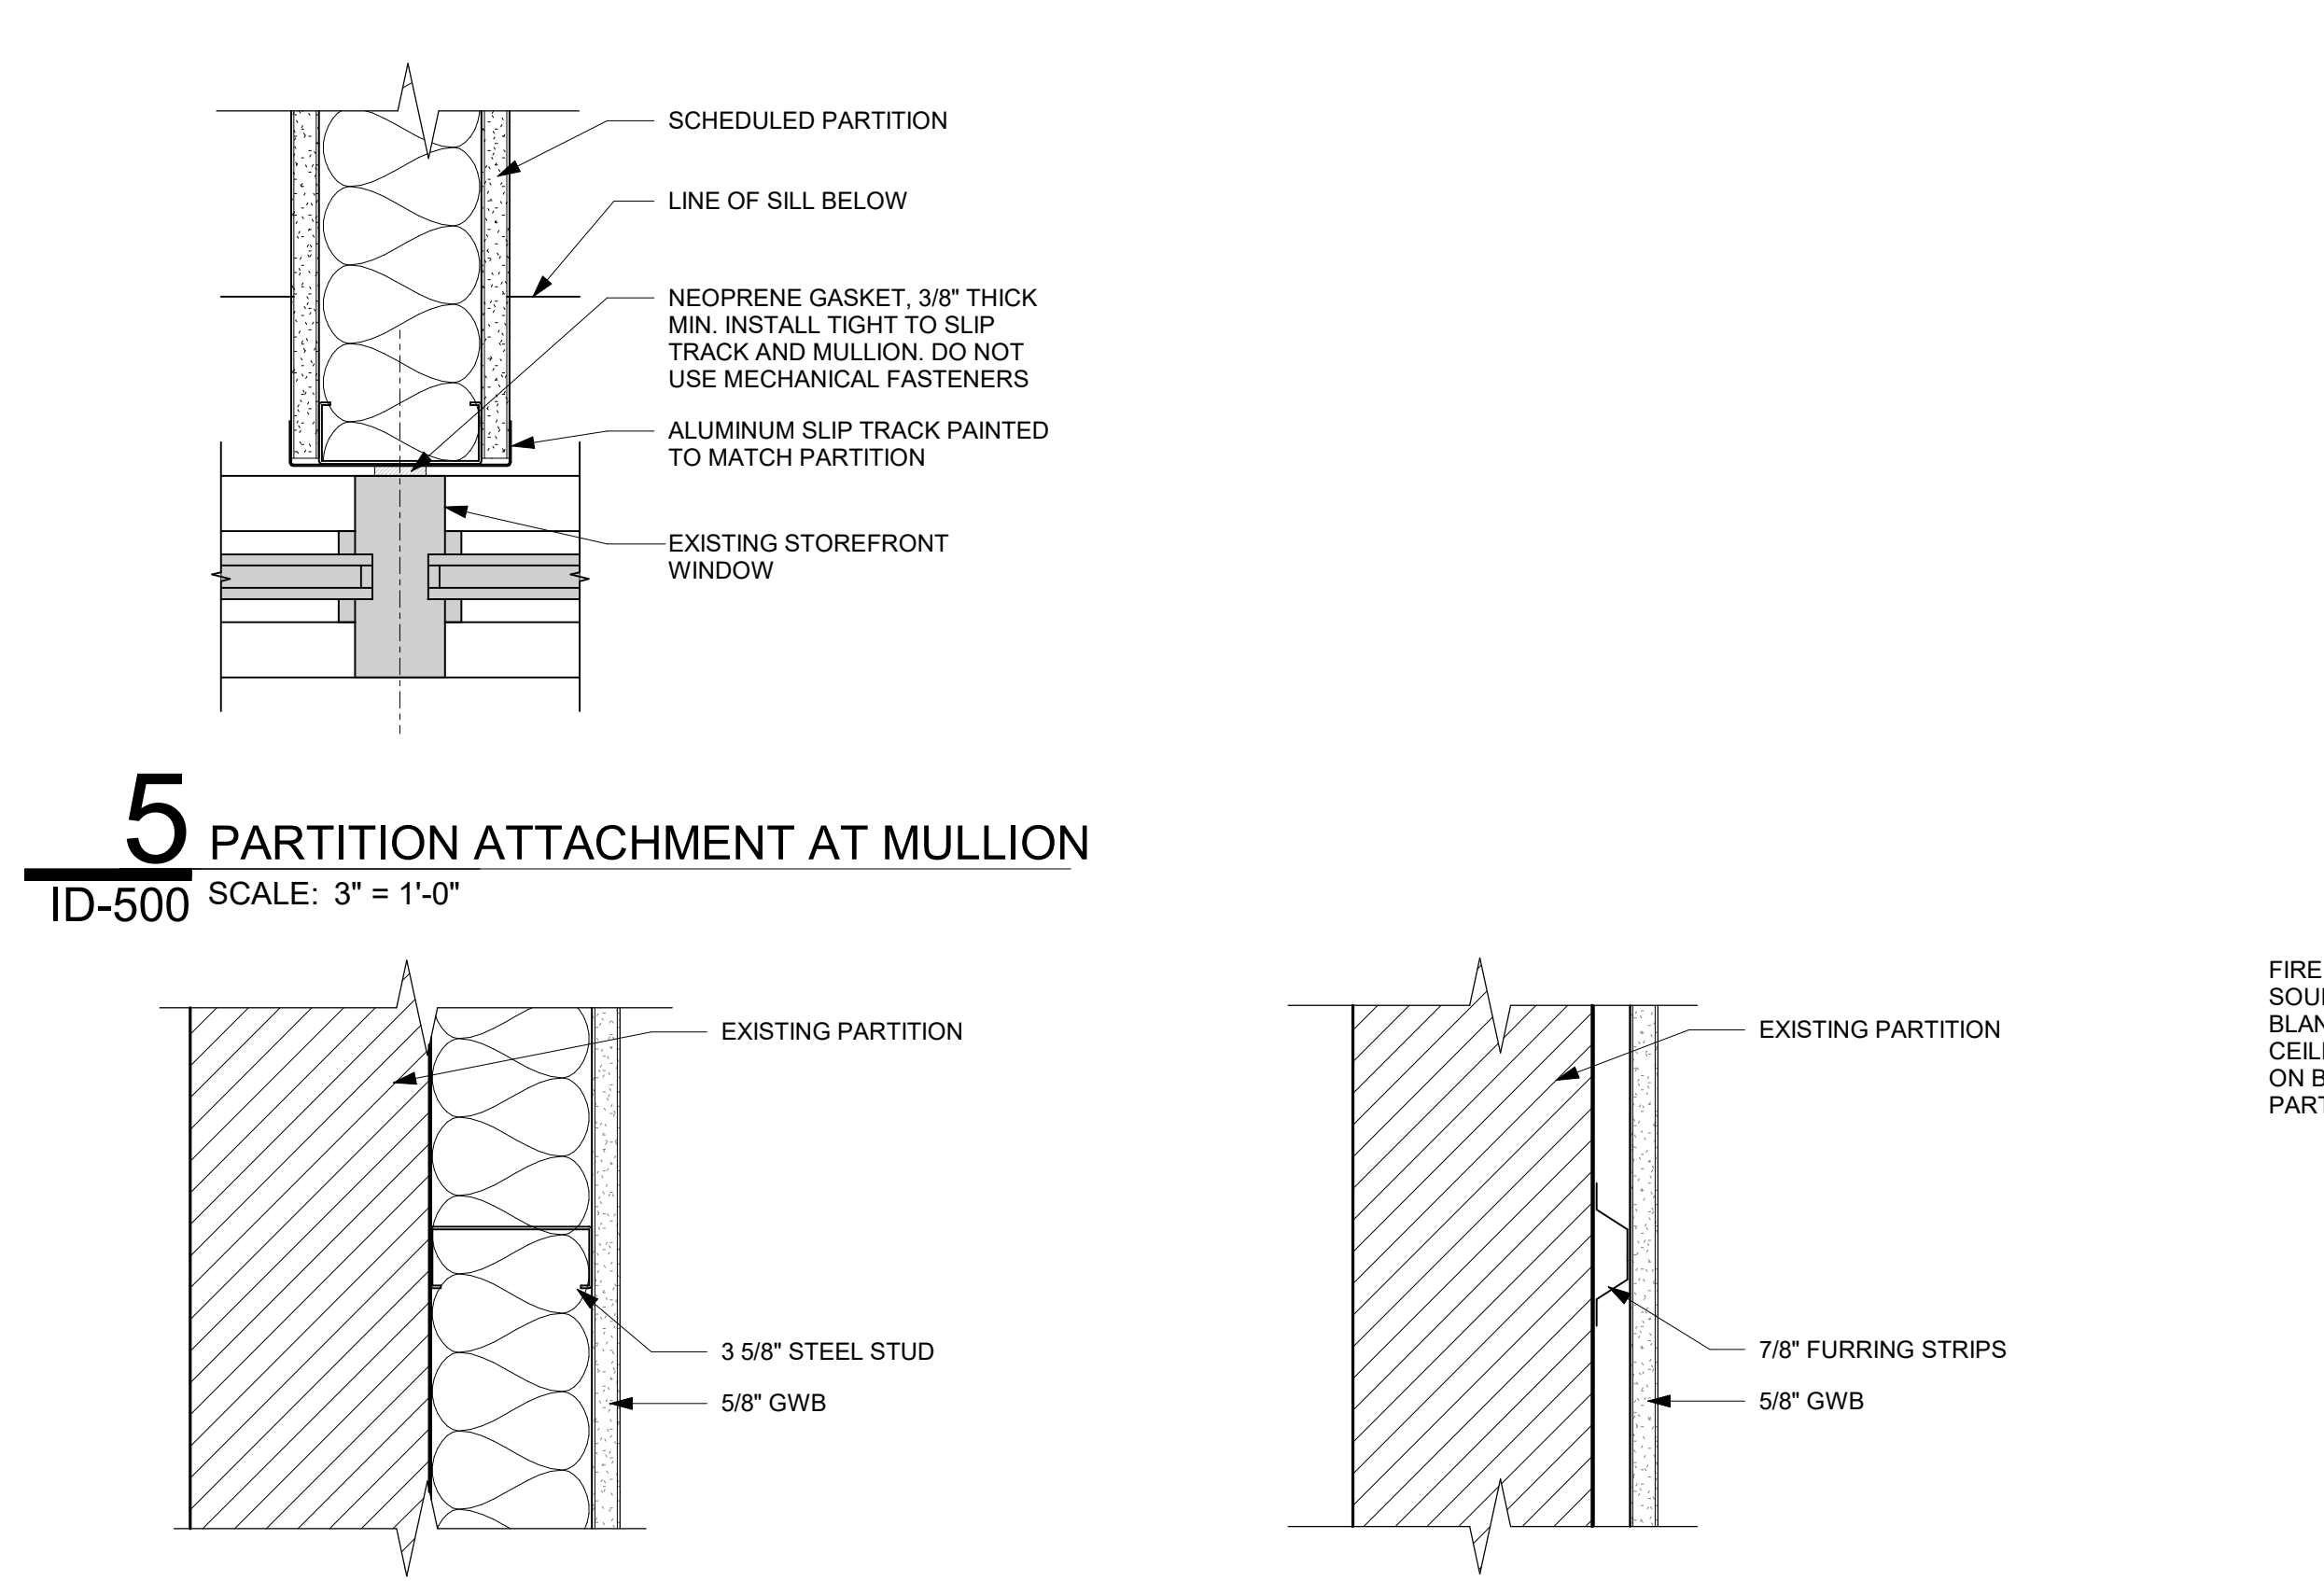 SCHEDULED PARTITION
LINE OF SILL BELOW
NEOPRENE GASKET, 3/8" THICK
MIN. INSTALL TIGHT TO SLIP
TRACK AND MULLION. DO NOT
USE MECHANICAL FASTENERS
ALUMINUM SLIP TRACK PAINTED
TO MATCH PARTITION
EXISTING STOREFRONT
WINDOW
5 PARTITION ATTACHMENT AT MULLION
ID-500 SCALE: 3" = 1'-0"
EXISTING PARTITION
3 5/8" STEEL STUD
5/8" GWB
EXISTING PARTITION
7/8" FURRING STRIPS
5/8" GWB
FIRE
ON